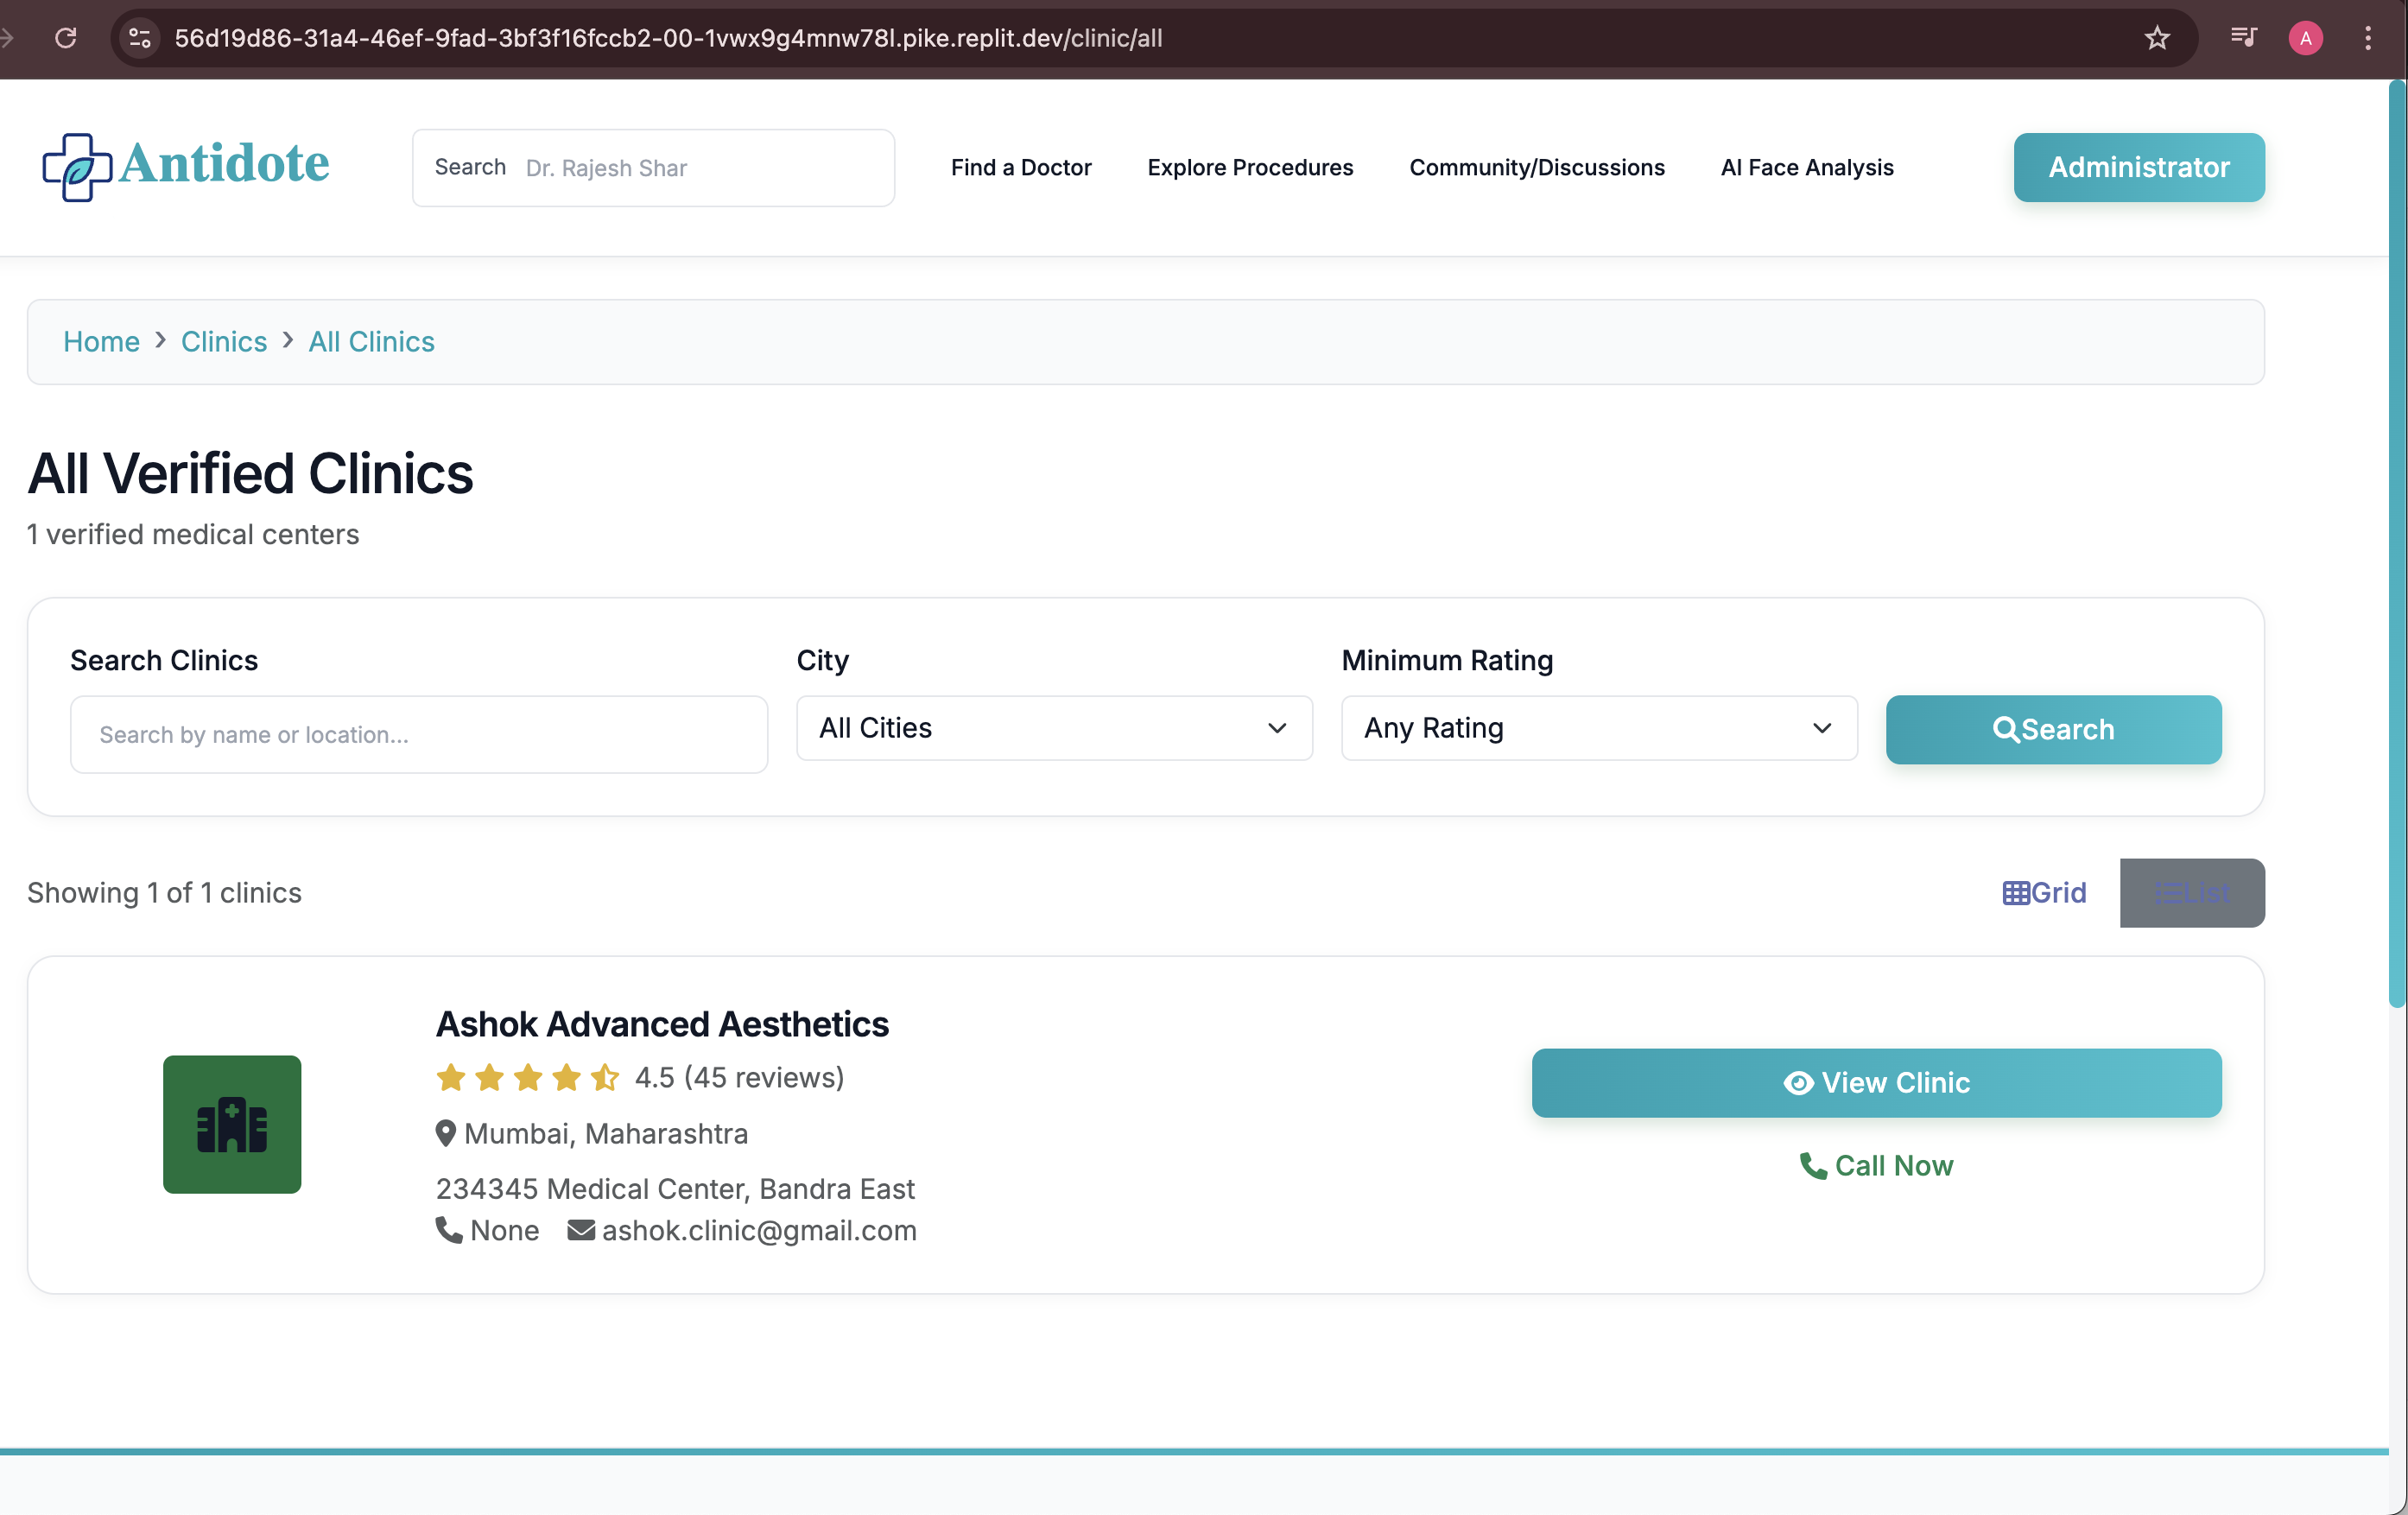 56d19d86-31a4-46ef-9fad-3bf3f16fccb2-00-1vwx9g4mnw78l.pike.replit.dev/clinic/all
A
Antidote
Search Dr. Rajesh Shar
Find a Doctor
Explore Procedures
Community/Discussions
AI Face Analysis
Administrator
Home > Clinics > All Clinics
All Verified Clinics
1 verified medical centers
Search Clinics
City
Minimum Rating
Search by name or location...
All Cities
Any Rating
Search
Showing 1 of 1 clinics
Grid
List
Ashok Advanced Aesthetics
4.5 (45 reviews)
Mumbai, Maharashtra
234345 Medical Center, Bandra East
None ashok.clinic@gmail.com
View Clinic
Call Now